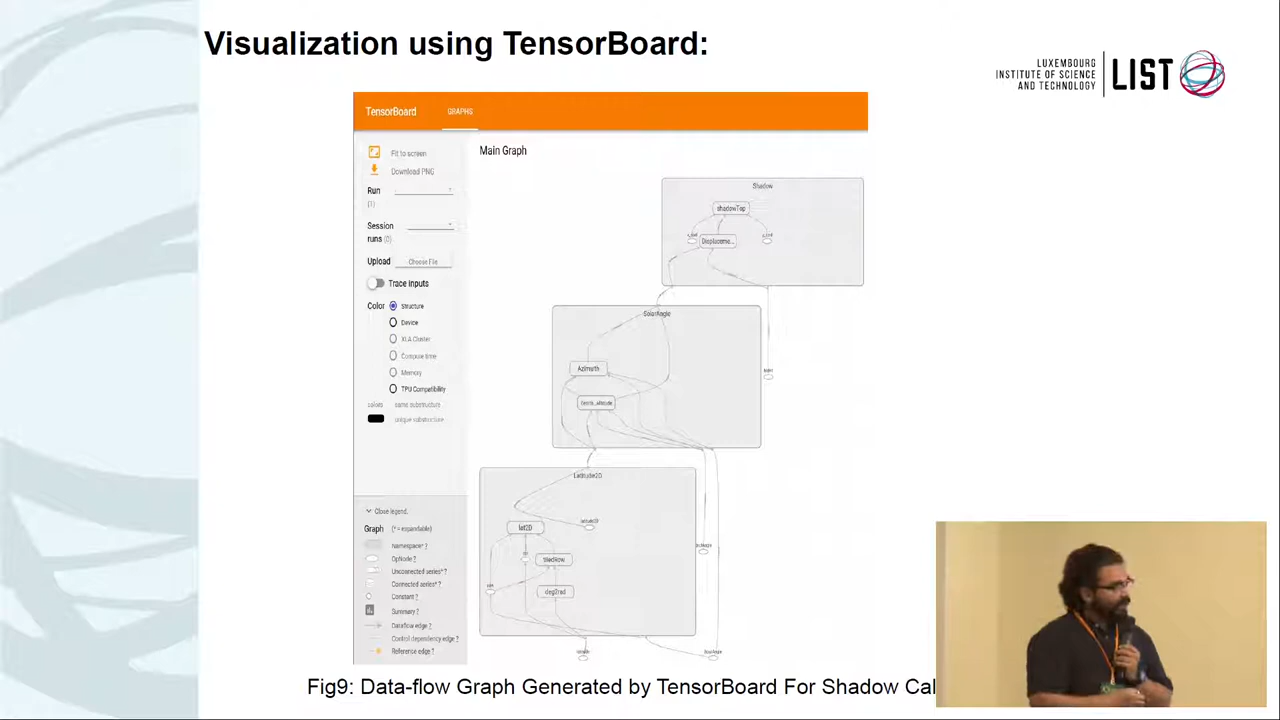 Visualization using TensorBoard:
LUXEMBOURG
INSTITUTE OF SCIENCE
AND TECHNOLOGY
LIST
TensorBoard
GRAPHS
Fit to screen
Download PNG
Run
(1)
Session
runs (0)
Upload
Choose File
Trace inputs
Color
Structure
Device
XLA Cluster
Compute time
Memory
TPU Compatibility
colors
same substructure
unique substructure
Close legend.
Graph
(* = expandable)
Namespace* ?
OpNode ?
Unconnected series* ?
Connected series* ?
Constant ?
Summary ?
Dataflow edge ?
Control dependency edge ?
Reference edge ?
Main Graph
Shadow
shadowTop
Displaceme...
SolarAngle
Azimuth
Latitude2D
lat2D
tiledRow
deg2rad
Fig9: Data-flow Graph Generated by TensorBoard For Shadow Cal